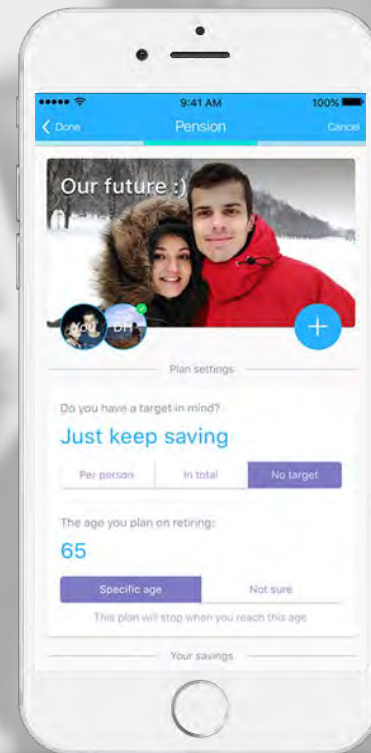 9:41 AM 100%
Done Pension Cancel
Our future :)
You DH
+
Plan settings
Do you have a target in mind?
Just keep saving
Per person In total No target
The age you plan on retiring:
65
Specific age Not sure
This plan will stop when you reach this age
Your savings